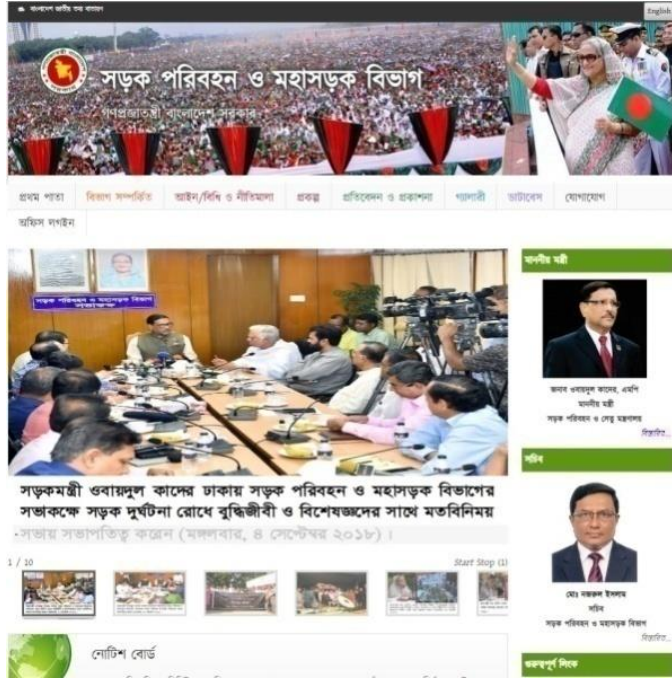 বাংলাদেশ জাতীয় তথ্য বাতায়ন
English
সড়ক পরিবহন ও মহাসড়ক বিভাগ
গণপ্রজাতন্ত্রী বাংলাদেশ সরকার
প্রথম পাতা বিভাগ সম্পর্কিত আইন/বিধি ও নীতিমালা প্রকল্প প্রতিবেদন ও প্রকাশনা গ্যালারী ডাটাবেস যোগাযোগ
অফিস লগইন
সড়ক পরিবহন ও মহাসড়ক বিভাগ
সড়কমন্ত্রী ওবায়দুল কাদের ঢাকায় সড়ক পরিবহন ও মহাসড়ক বিভাগের
সভাকক্ষে সড়ক দুর্ঘটনা রোধে বুদ্ধিজীবী ও বিশেষজ্ঞদের সাথে মতবিনিময়
সভায় সভাপতিত্ব করেন (মঙ্গলবার, ৪ সেপ্টেম্বর ২০১৮) ।
1 / 10
Start Stop (1)
নোটিশ বোর্ড
মাননীয় মন্ত্রী
জনাব ওবায়দুল কাদের, এমপি
মাননীয় মন্ত্রী
সড়ক পরিবহন ও সেতু মন্ত্রণালয়
বিস্তারিত...
সচিব
মোঃ নজরুল ইসলাম
সচিব
সড়ক পরিবহন ও মহাসড়ক বিভাগ
বিস্তারিত...
গুরুত্বপূর্ণ লিংক